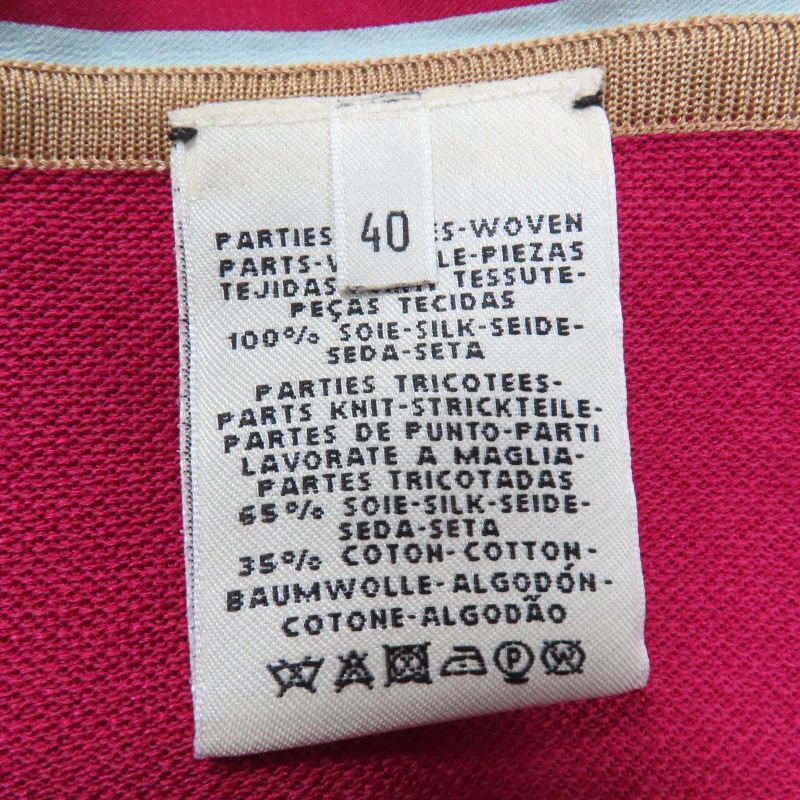 40
PARTIES ES-WOVEN
PARTS- LE-PIEZAS
TEJIDAS TESSUTE-
PEÇAS TECIDAS
100% SOIE-SILK-SEIDE-
SEDA-SETA
PARTIES TRICOTEES-
PARTS KNIT-STRICKTEILE-
PARTES DE PUNTO-PARTI
LAVORATE A MAGLIA-
PARTES TRICOTADAS
65% SOIE-SILK-SEIDE-
SEDA-SETA
35% COTON-COTTON-
BAUMWOLLE-ALGODÓN-
COTONE-ALGODÃO
P W